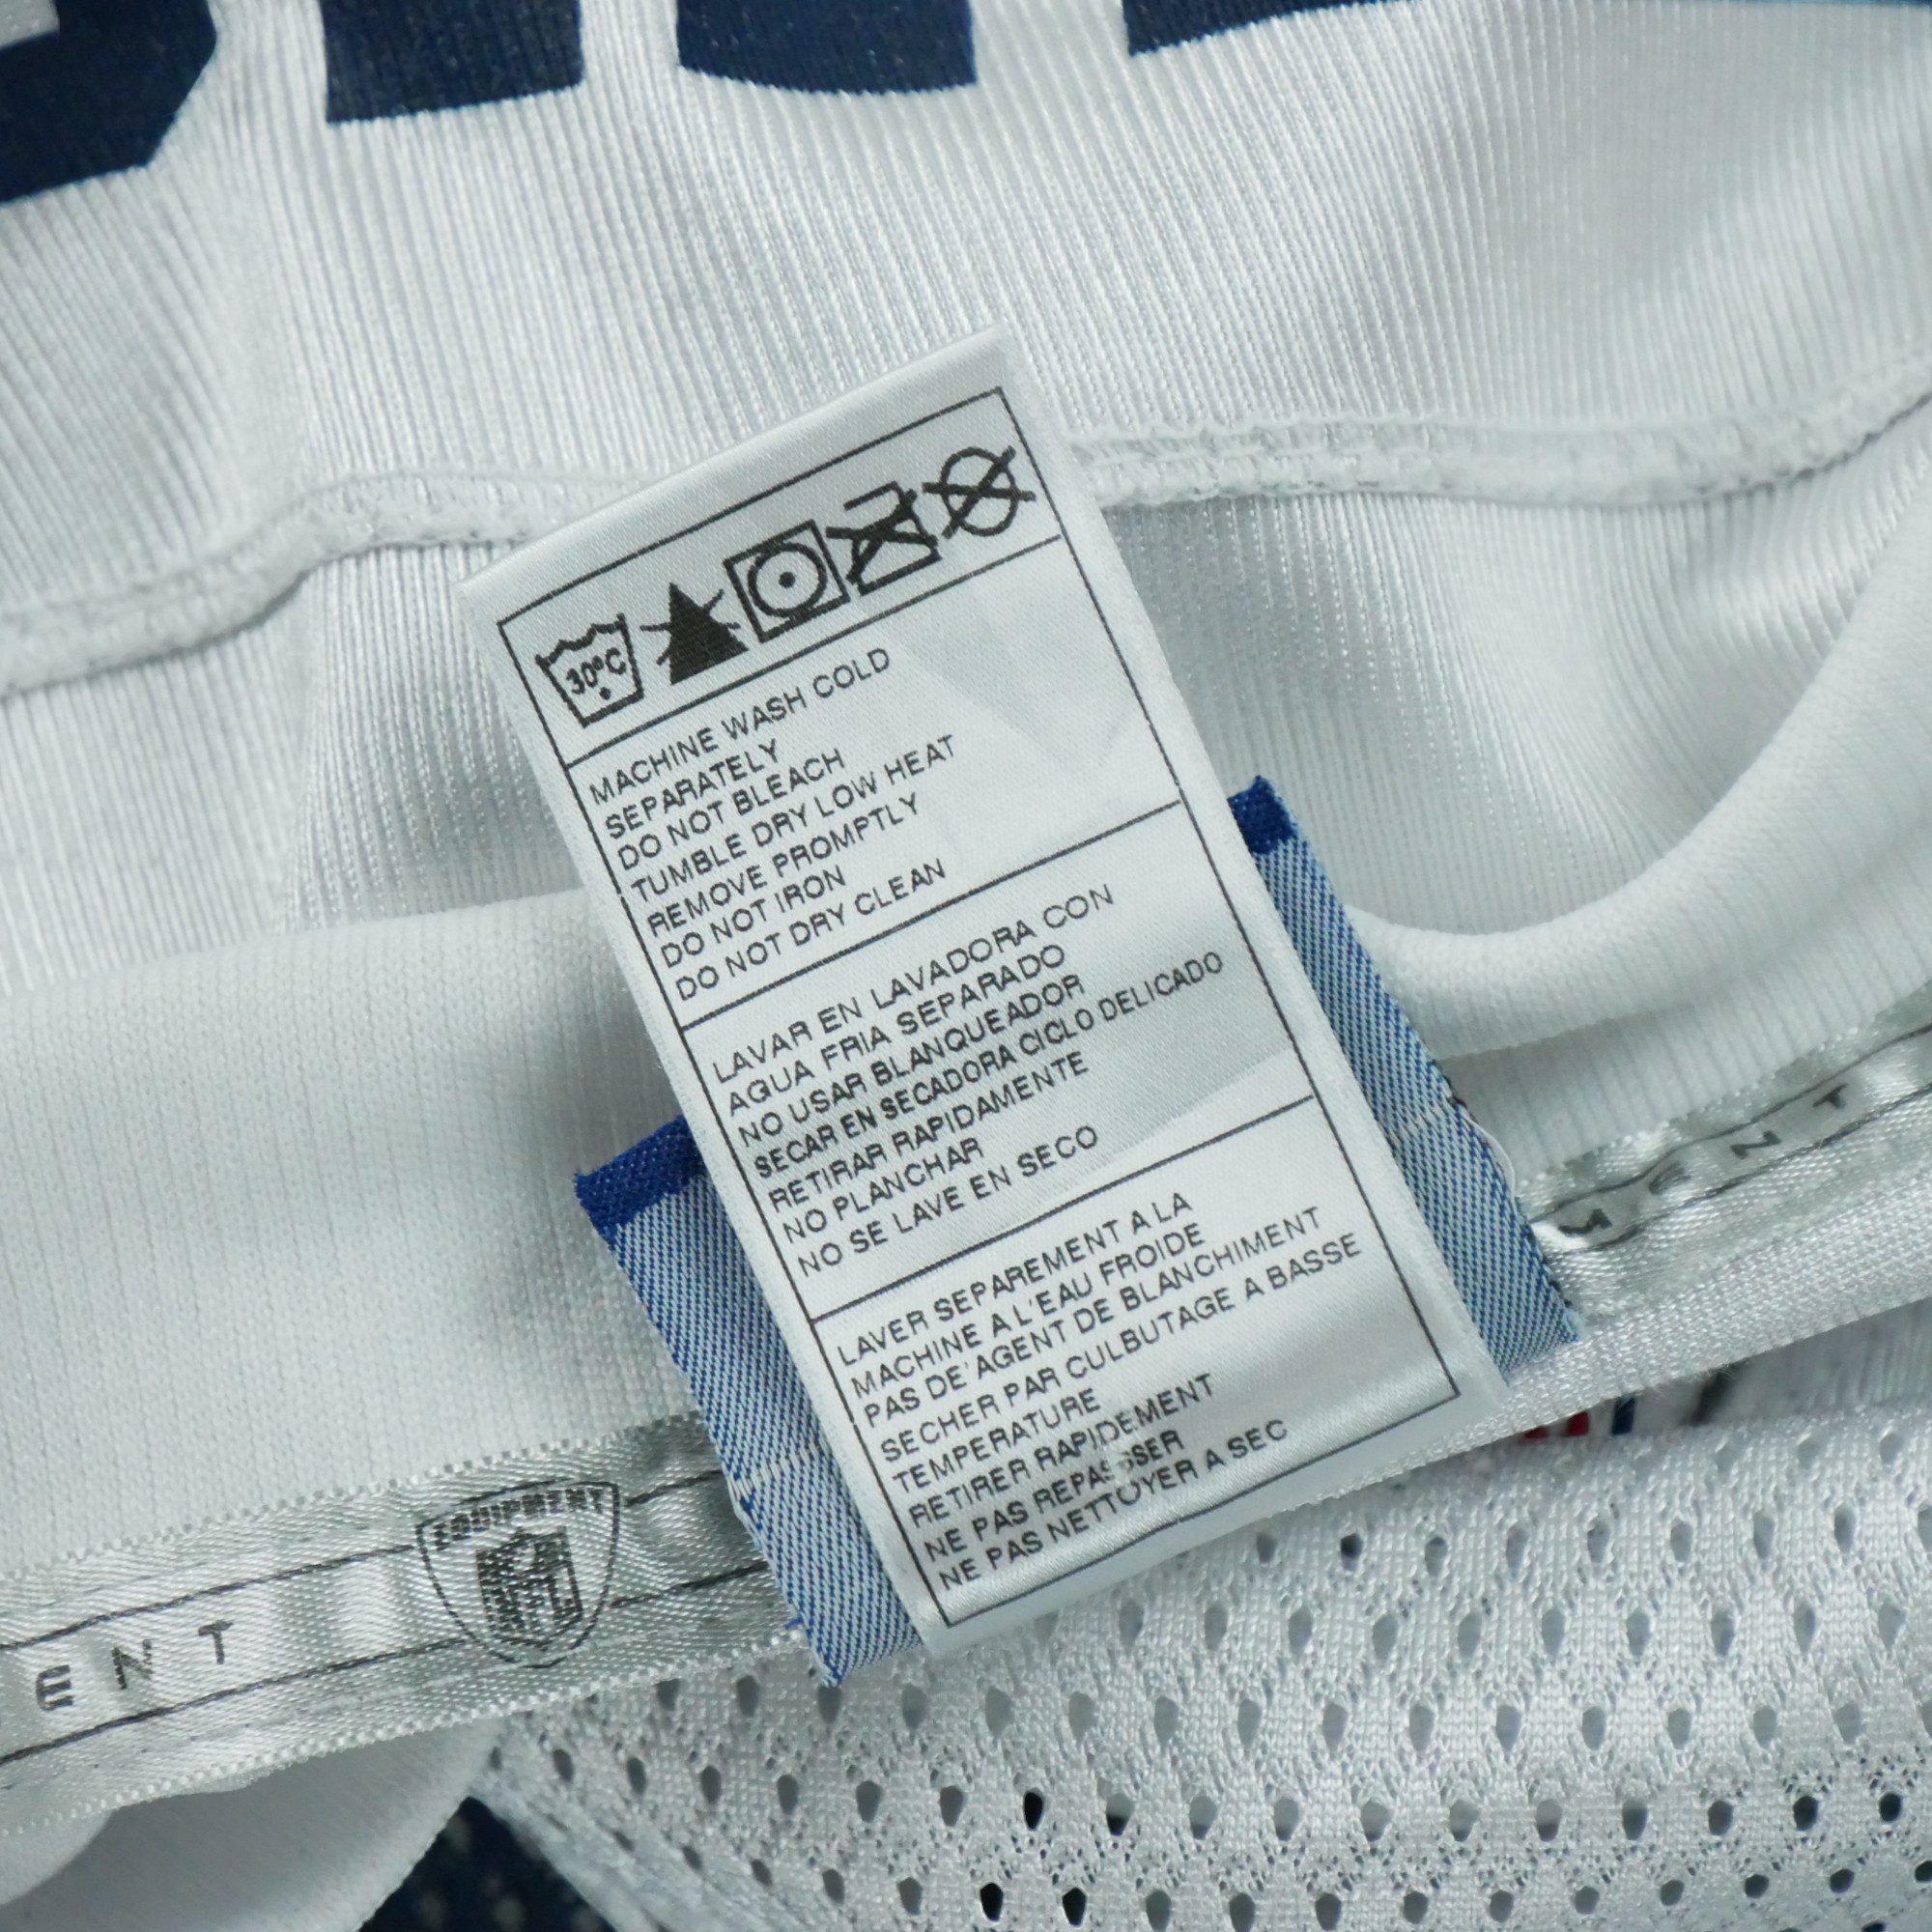 30°C
MACHINE WASH COLD
SEPARATELY
DO NOT BLEACH
TUMBLE DRY LOW HEAT
REMOVE PROMPTLY
DO NOT IRON
DO NOT DRY CLEAN
LAVAR EN LAVADORA CON
AGUA FRIA SEPARADO
NO USAR BLANQUEADOR
SECAR EN SECADORA CICLO DELICADO
RETIRAR RAPIDAMENTE
NO PLANCHAR
NO SE LAVE EN SECO
LAVER SEPAREMENT A LA
MACHINE A L'EAU FROIDE
PAS DE'AGENT DE BLANCHIMENT
SECHER PAR CULBUTAGE A BASSE
TEMPERATURE
RETIRER RAPIDEMENT
NE PAS REPASSER
NE PAS NETTOYER A SEC
MENT
ENT
EQUIPMENT
NFL